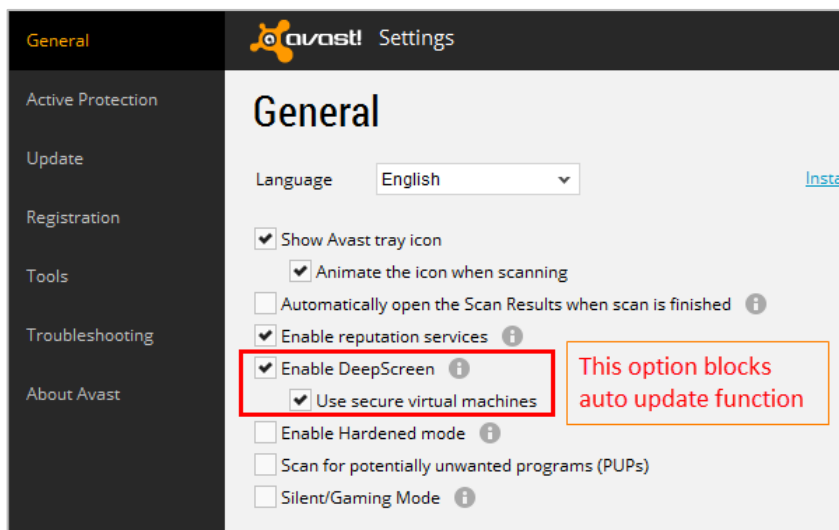 General
Active Protection
Update
Registration
Tools
Troubleshooting
About Avast
avast! Settings
General
Language English
Insta
Show Avast tray icon
Animate the icon when scanning
Automatically open the Scan Results when scan is finished
Enable reputation services
Enable DeepScreen
Use secure virtual machines
This option blocks
auto update function
Enable Hardened mode
Scan for potentially unwanted programs (PUPs)
Silent/Gaming Mode